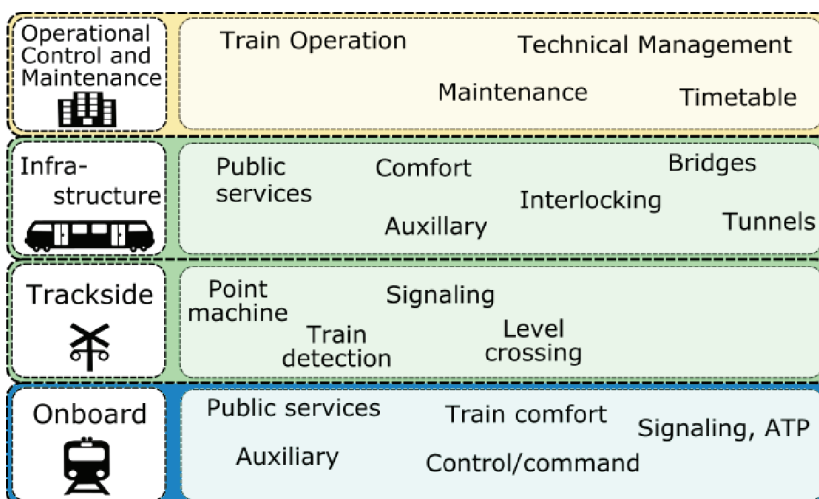 Operational
Control and
Maintenance
Train Operation
Technical Management
Maintenance
Timetable
Infra-
structure
Public
services
Comfort
Bridges
Interlocking
Auxillary
Tunnels
Trackside
Point
machine
Signaling
Train
detection
Level
crossing
Onboard
Public services
Train comfort
Signaling, ATP
Auxiliary
Control/command